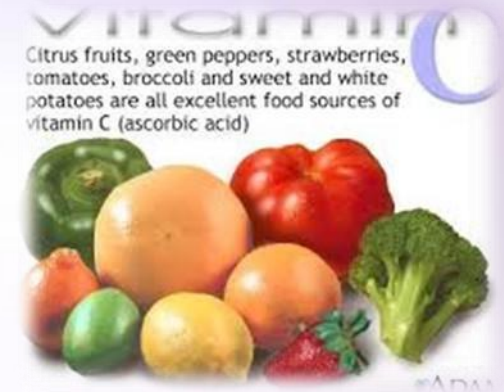 Vitamin C
Citrus fruits, green peppers, strawberries,
tomatoes, broccoli and sweet and white
potatoes are all excellent food sources of
vitamin C (ascorbic acid)